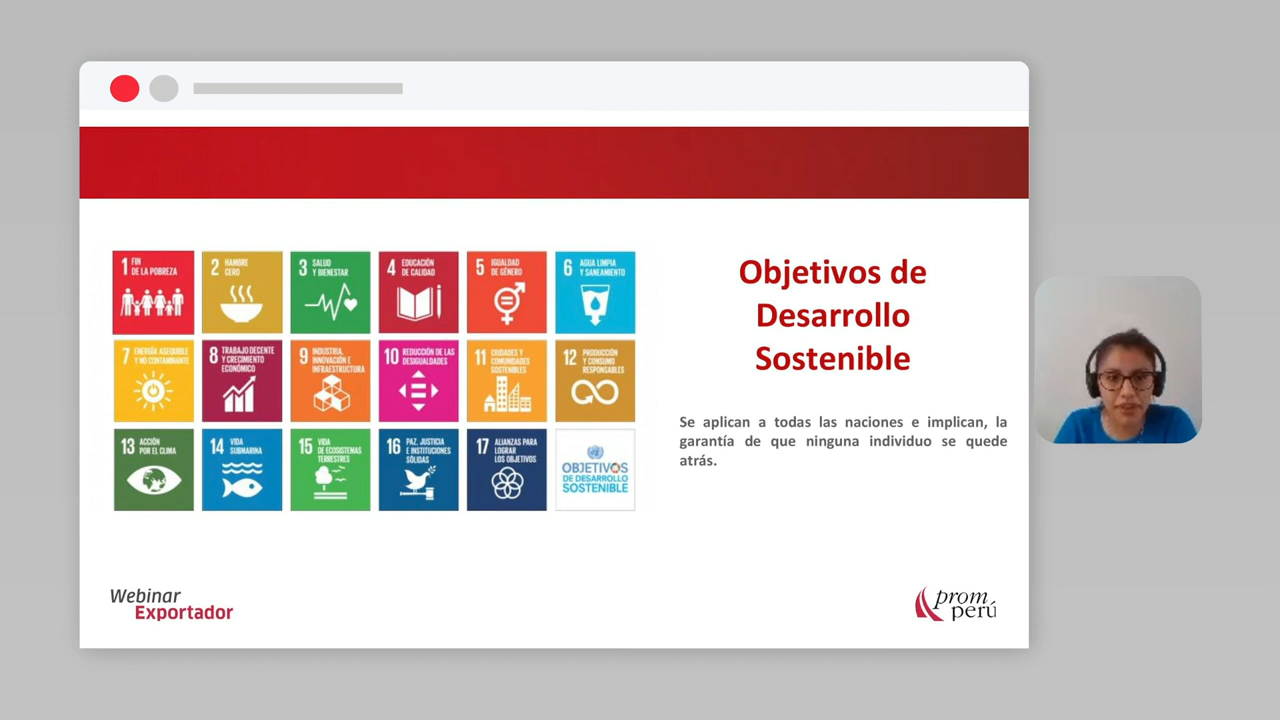 1 FIN
DE LA POBREZA
2 HAMBRE
CERO
3 SALUD
Y BIENESTAR
4 EDUCACIÓN
DE CALIDAD
5 IGUALDAD
DE GÉNERO
6 AGUA LIMPIA
Y SANEAMIENTO
7 ENERGÍA ASEQUIBLE
Y NO CONTAMINANTE
8 TRABAJO DECENTE
Y CRECIMIENTO
ECONÓMICO
9 INDUSTRIA,
INNOVACIÓN E
INFRAESTRUCTURA
10 REDUCCIÓN DE LAS
DESIGUALDADES
11 CIUDADES Y
COMUNIDADES
SOSTENIBLES
12 PRODUCCIÓN
Y CONSUMO
RESPONSABLES
13 ACCIÓN
POR EL CLIMA
14 VIDA
SUBMARINA
15 VIDA
DE ECOSISTEMAS
TERRESTRES
16 PAZ, JUSTICIA
E INSTITUCIONES
SÓLIDAS
17 ALIANZAS PARA
LOGRAR
LOS OBJETIVOS
OBJETIVOS
DE DESARROLLO
SOSTENIBLE
Objetivos de
Desarrollo
Sostenible
Se aplican a todas las naciones e implican, la
garantía de que ninguna individuo se quede
atrás.
Webinar
Exportador
prom
perú